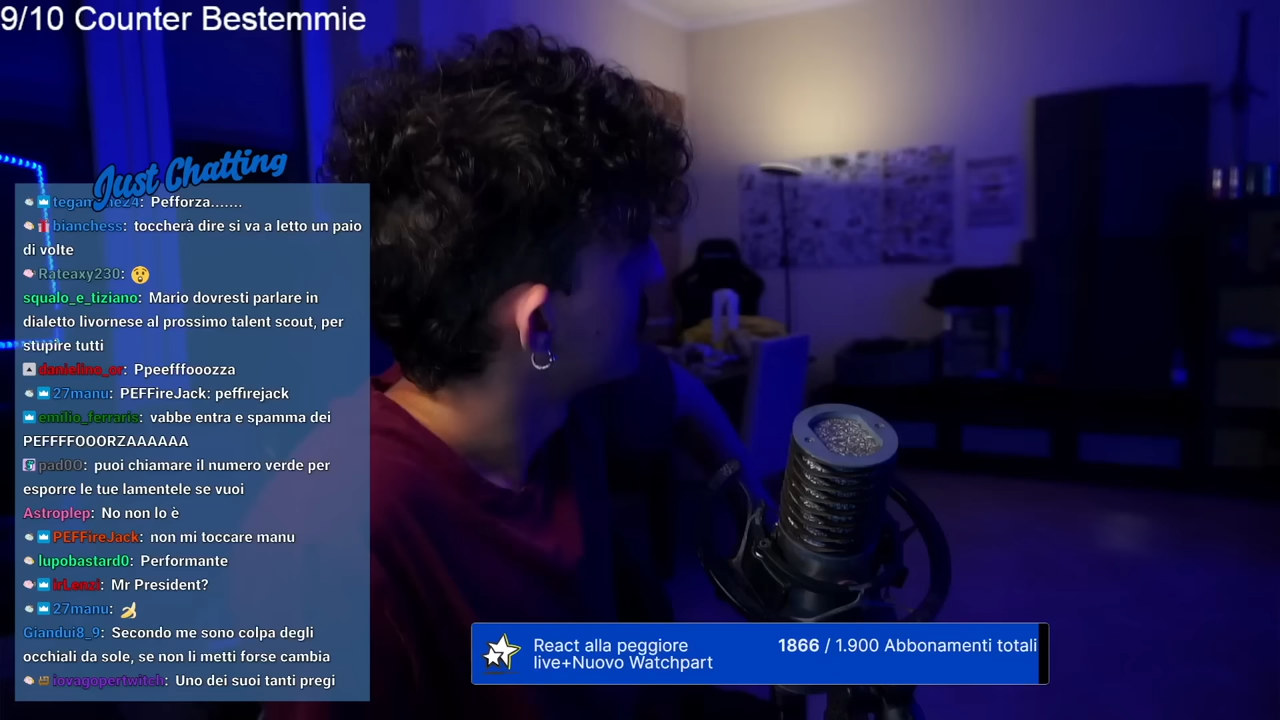 9/10 Counter Bestemmie
Just Chatting
Pefforza.......
bianchess: toccherà dire si va a letto un paio
di volte
Rateaxy230:
squalo_e_tiziano: Mario dovresti parlare in
dialetto livornese al prossimo talent scout, per
stupire tutti
danielino_or: Ppeefffooozza
27manu: PEFFireJack: peffirejack
emilio_ferraris: vabbe entra e spamma dei
PEFFFFOOORZAAAAAA
pad0O: puoi chiamare il numero verde per
esporre le tue lamentele se vuoi
Astroplep: No non lo è
PEFFireJack: non mi toccare manu
lupobastard0: Performante
irLenzi: Mr President?
27manu:
Giandui8_9: Secondo me sono colpa degli
occhiali da sole, se non li metti forse cambia
iovagopertwitch: Uno dei suoi tanti pregi
React alla peggiore
live+Nuovo Watchpart
1866 / 1.900 Abbonamenti totali